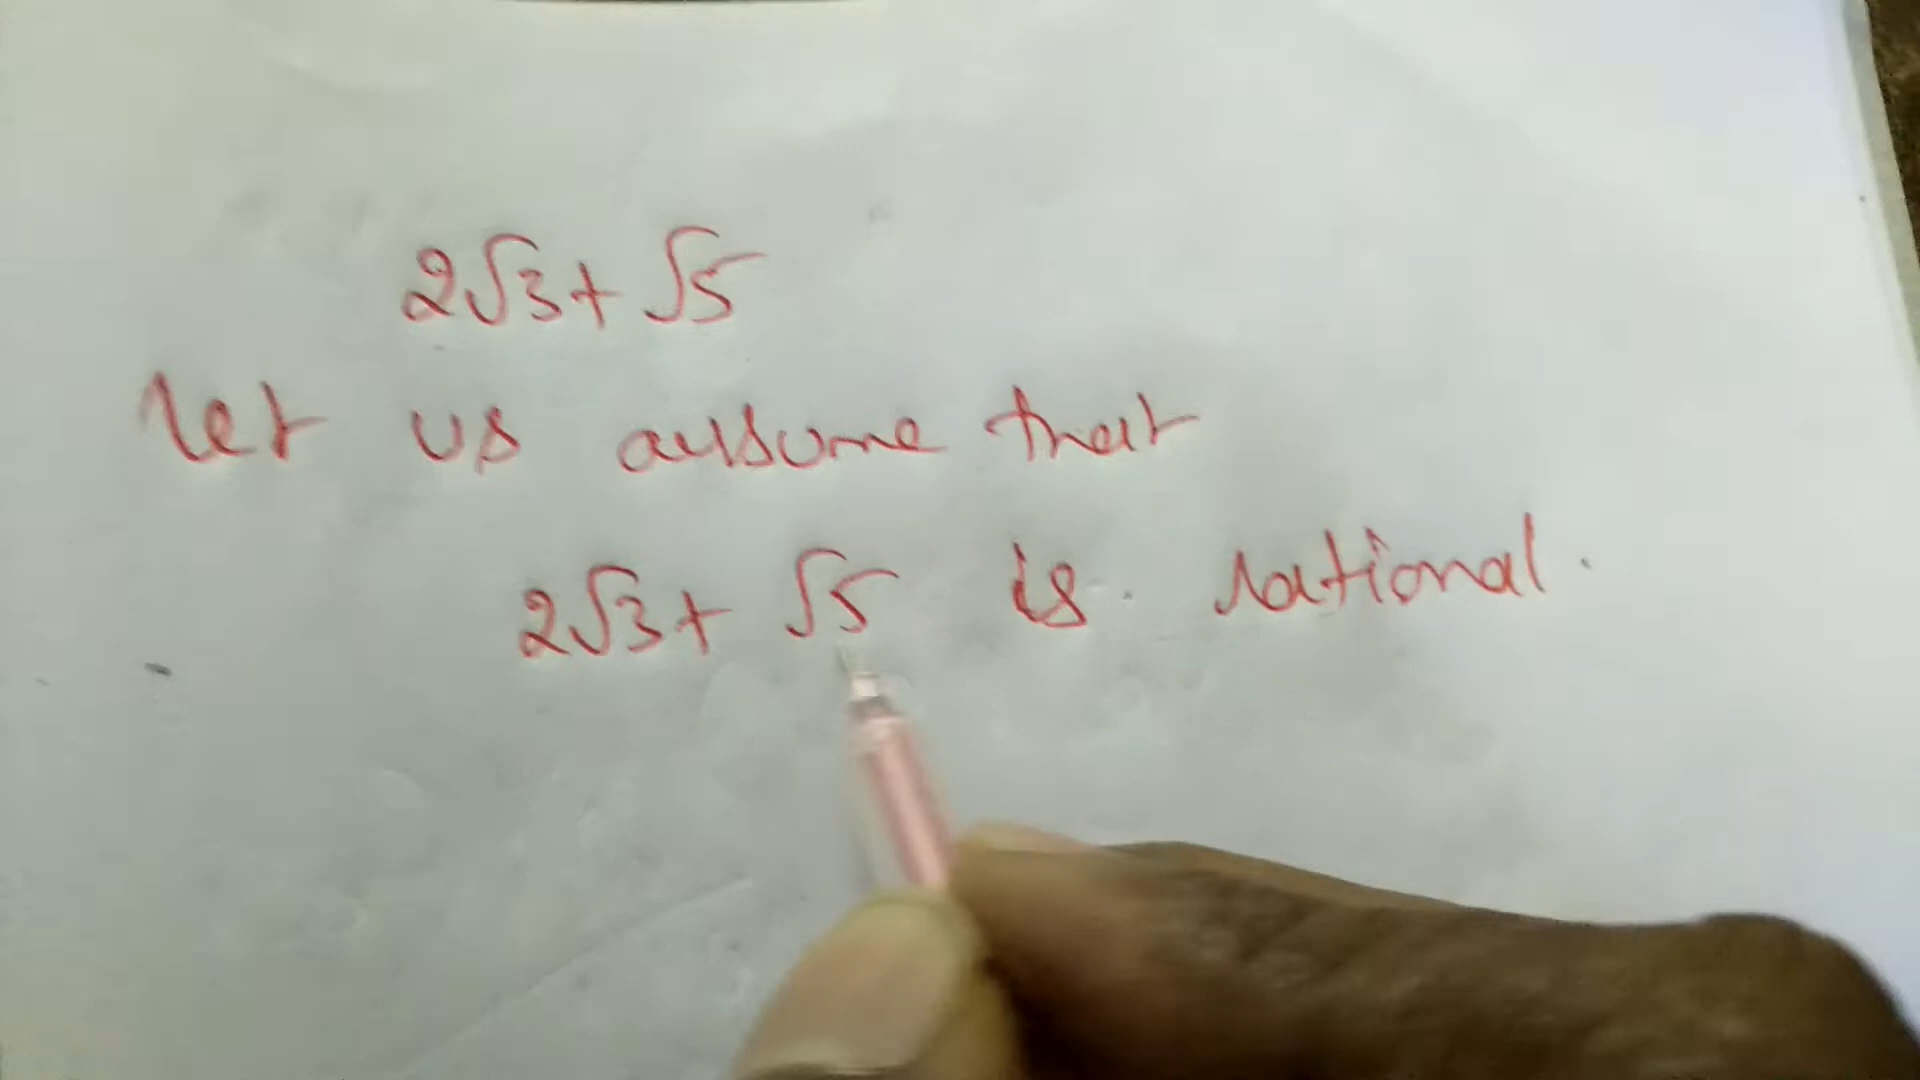 2√3+ √5
let us assume that
2√3+ √5 is rational.